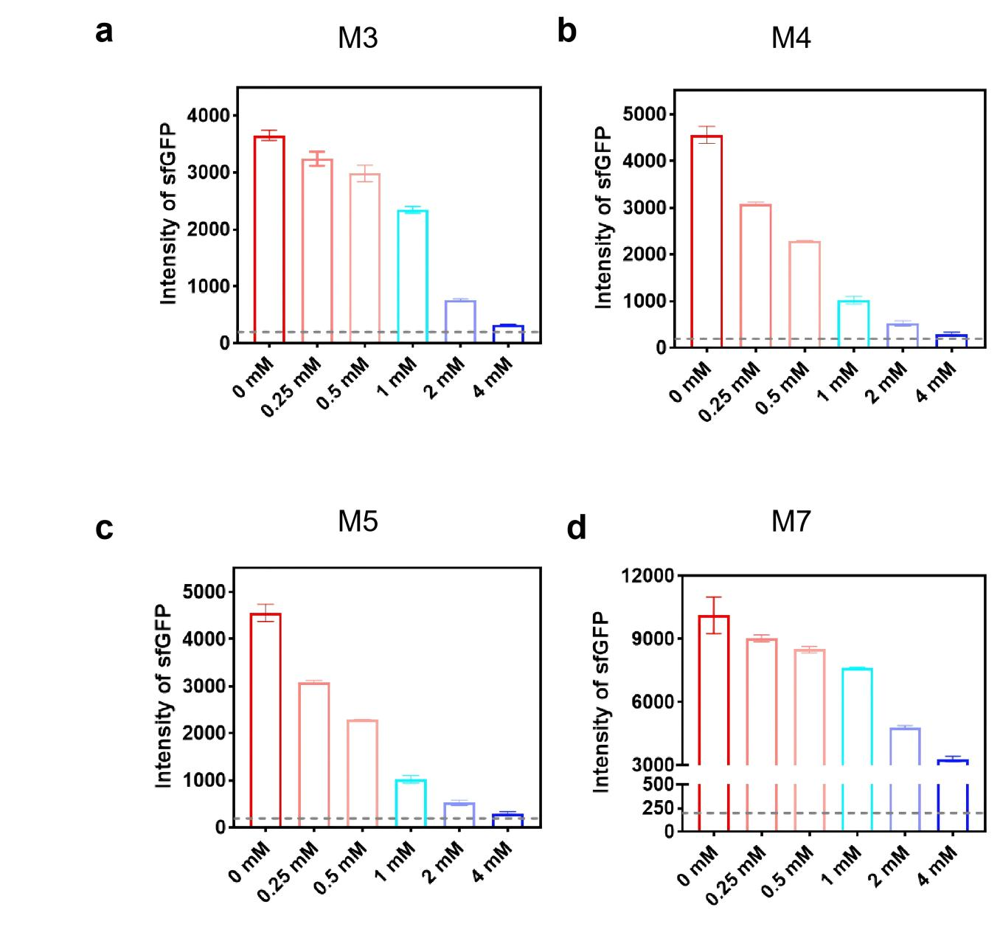 a
M3
Intensity of sfGFP
4000
3000
2000
1000
0
0 mM
0.25 mM
0.5 mM
1 mM
2 mM
4 mM
b
M4
Intensity of sfGFP
5000
4000
3000
2000
1000
0
0 mM
0.25 mM
0.5 mM
1 mM
2 mM
4 mM
c
M5
Intensity of sfGFP
5000
4000
3000
2000
1000
0
0 mM
0.25 mM
0.5 mM
1 mM
2 mM
4 mM
d
M7
Intensity of sfGFP
12000
9000
6000
3000
500
250
0
0 mM
0.25 mM
0.5 mM
1 mM
2 mM
4 mM